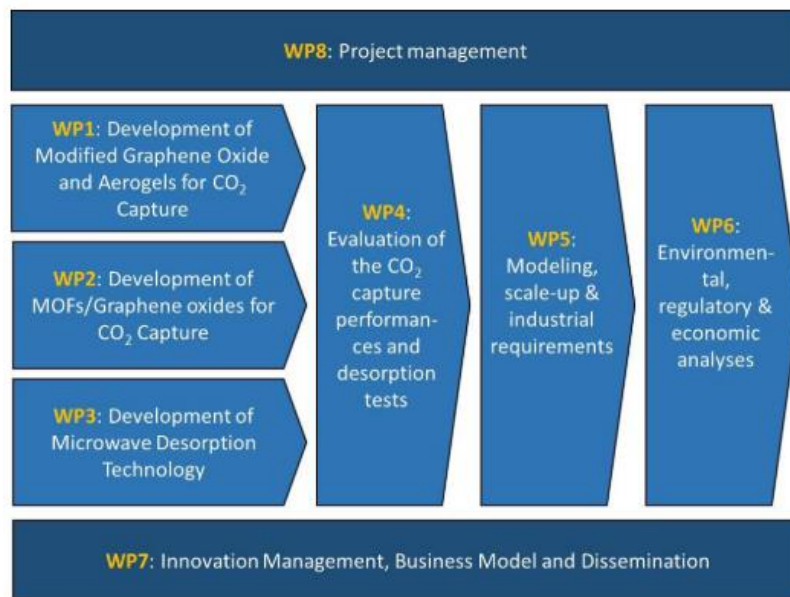 WP8: Project management
WP1: Development of
Modified Graphene Oxide
and Aerogels for CO₂
Capture
WP2: Development of
MOFs/Graphene oxides for
CO₂ Capture
WP3: Development of
Microwave Desorption
Technology
WP4:
Evaluation of
the CO₂
capture
performan-
ces and
desorption
tests
WP5:
Modeling,
scale-up &
industrial
requirements
WP6:
Environmen-
tal,
regulatory &
economic
analyses
WP7: Innovation Management, Business Model and Dissemination